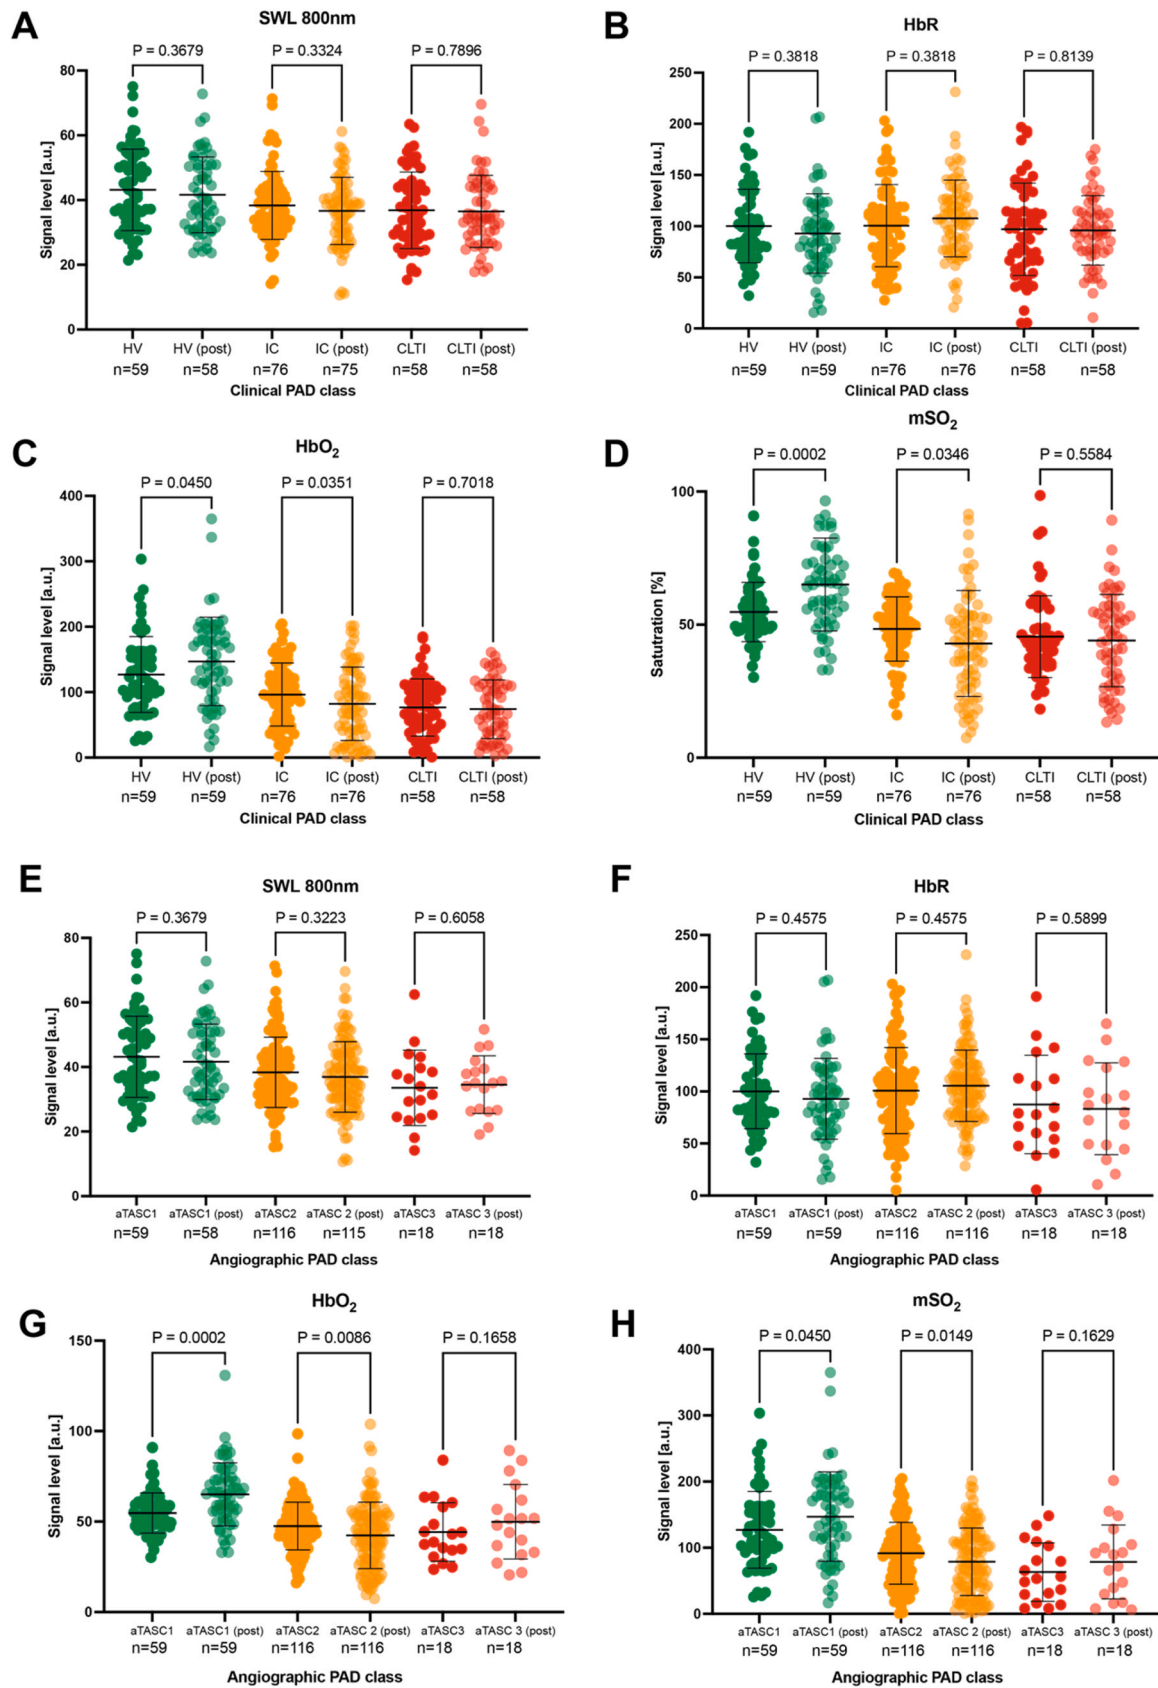 A
SWL 800nm
P = 0.3679
P = 0.3324
P = 0.7896
Signal level [a.u.]
80
60
40
20
0
HV
HV (post)
IC
IC (post)
CLTI
CLTI (post)
n=59
n=58
n=76
n=75
n=58
n=58
Clinical PAD class
B
HbR
P = 0.3818
P = 0.3818
P = 0.8139
Signal level [a.u.]
250
200
150
100
50
0
HV
HV (post)
IC
IC (post)
CLTI
CLTI (post)
n=59
n=59
n=76
n=76
n=58
n=58
Clinical PAD class
C
HbO₂
P = 0.0450
P = 0.0351
P = 0.7018
Signal level [a.u.]
400
300
200
100
0
HV
HV (post)
IC
IC (post)
CLTI
CLTI (post)
n=59
n=59
n=76
n=76
n=58
n=58
Clinical PAD class
D
mSO₂
P = 0.0002
P = 0.0346
P = 0.5584
Satutration [%]
100
50
0
HV
HV (post)
IC
IC (post)
CLTI
CLTI (post)
n=59
n=59
n=76
n=76
n=58
n=58
Clinical PAD class
E
SWL 800nm
P = 0.3679
P = 0.3223
P = 0.6058
Signal level [a.u.]
80
60
40
20
0
aTASC1
aTASC1 (post)
aTASC2
aTASC 2 (post)
aTASC3
aTASC 3 (post)
n=59
n=58
n=116
n=115
n=18
n=18
Angiographic PAD class
F
HbR
P = 0.4575
P = 0.4575
P = 0.5899
Signal level [a.u.]
250
200
150
100
50
0
aTASC1
aTASC1 (post)
aTASC2
aTASC 2 (post)
aTASC3
aTASC 3 (post)
n=59
n=59
n=116
n=116
n=18
n=18
Angiographic PAD class
G
HbO₂
P = 0.0002
P = 0.0086
P = 0.1658
Signal level [a.u.]
150
100
50
0
aTASC1
aTASC1 (post)
aTASC2
aTASC 2 (post)
aTASC3
aTASC 3 (post)
n=59
n=59
n=116
n=116
n=18
n=18
Angiographic PAD class
H
mSO₂
P = 0.0450
P = 0.0149
P = 0.1629
Signal level [a.u.]
400
300
200
100
0
aTASC1
aTASC1 (post)
aTASC2
aTASC 2 (post)
aTASC3
aTASC 3 (post)
n=59
n=59
n=116
n=116
n=18
n=18
Angiographic PAD class